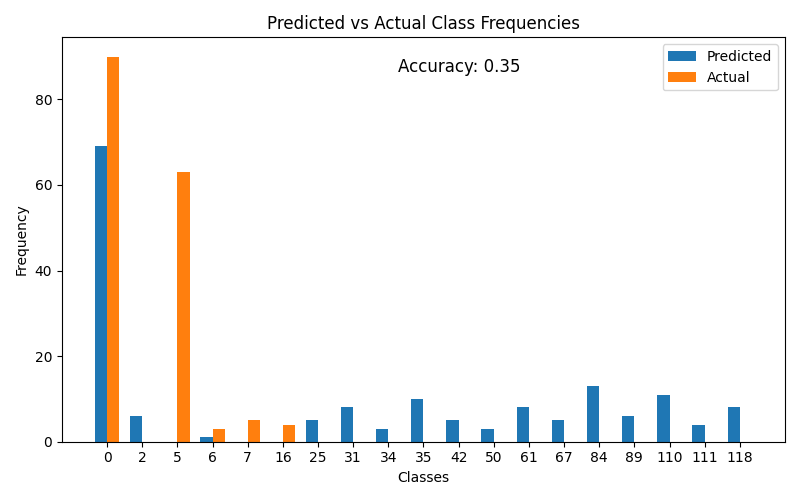 Predicted vs Actual Class Frequencies
Accuracy: 0.35
Predicted
Actual
Frequency
80
60
40
20
0
0 2 5 6 7 16 25 31 34 35 42 50 61 67 84 89 110 111 118
Classes